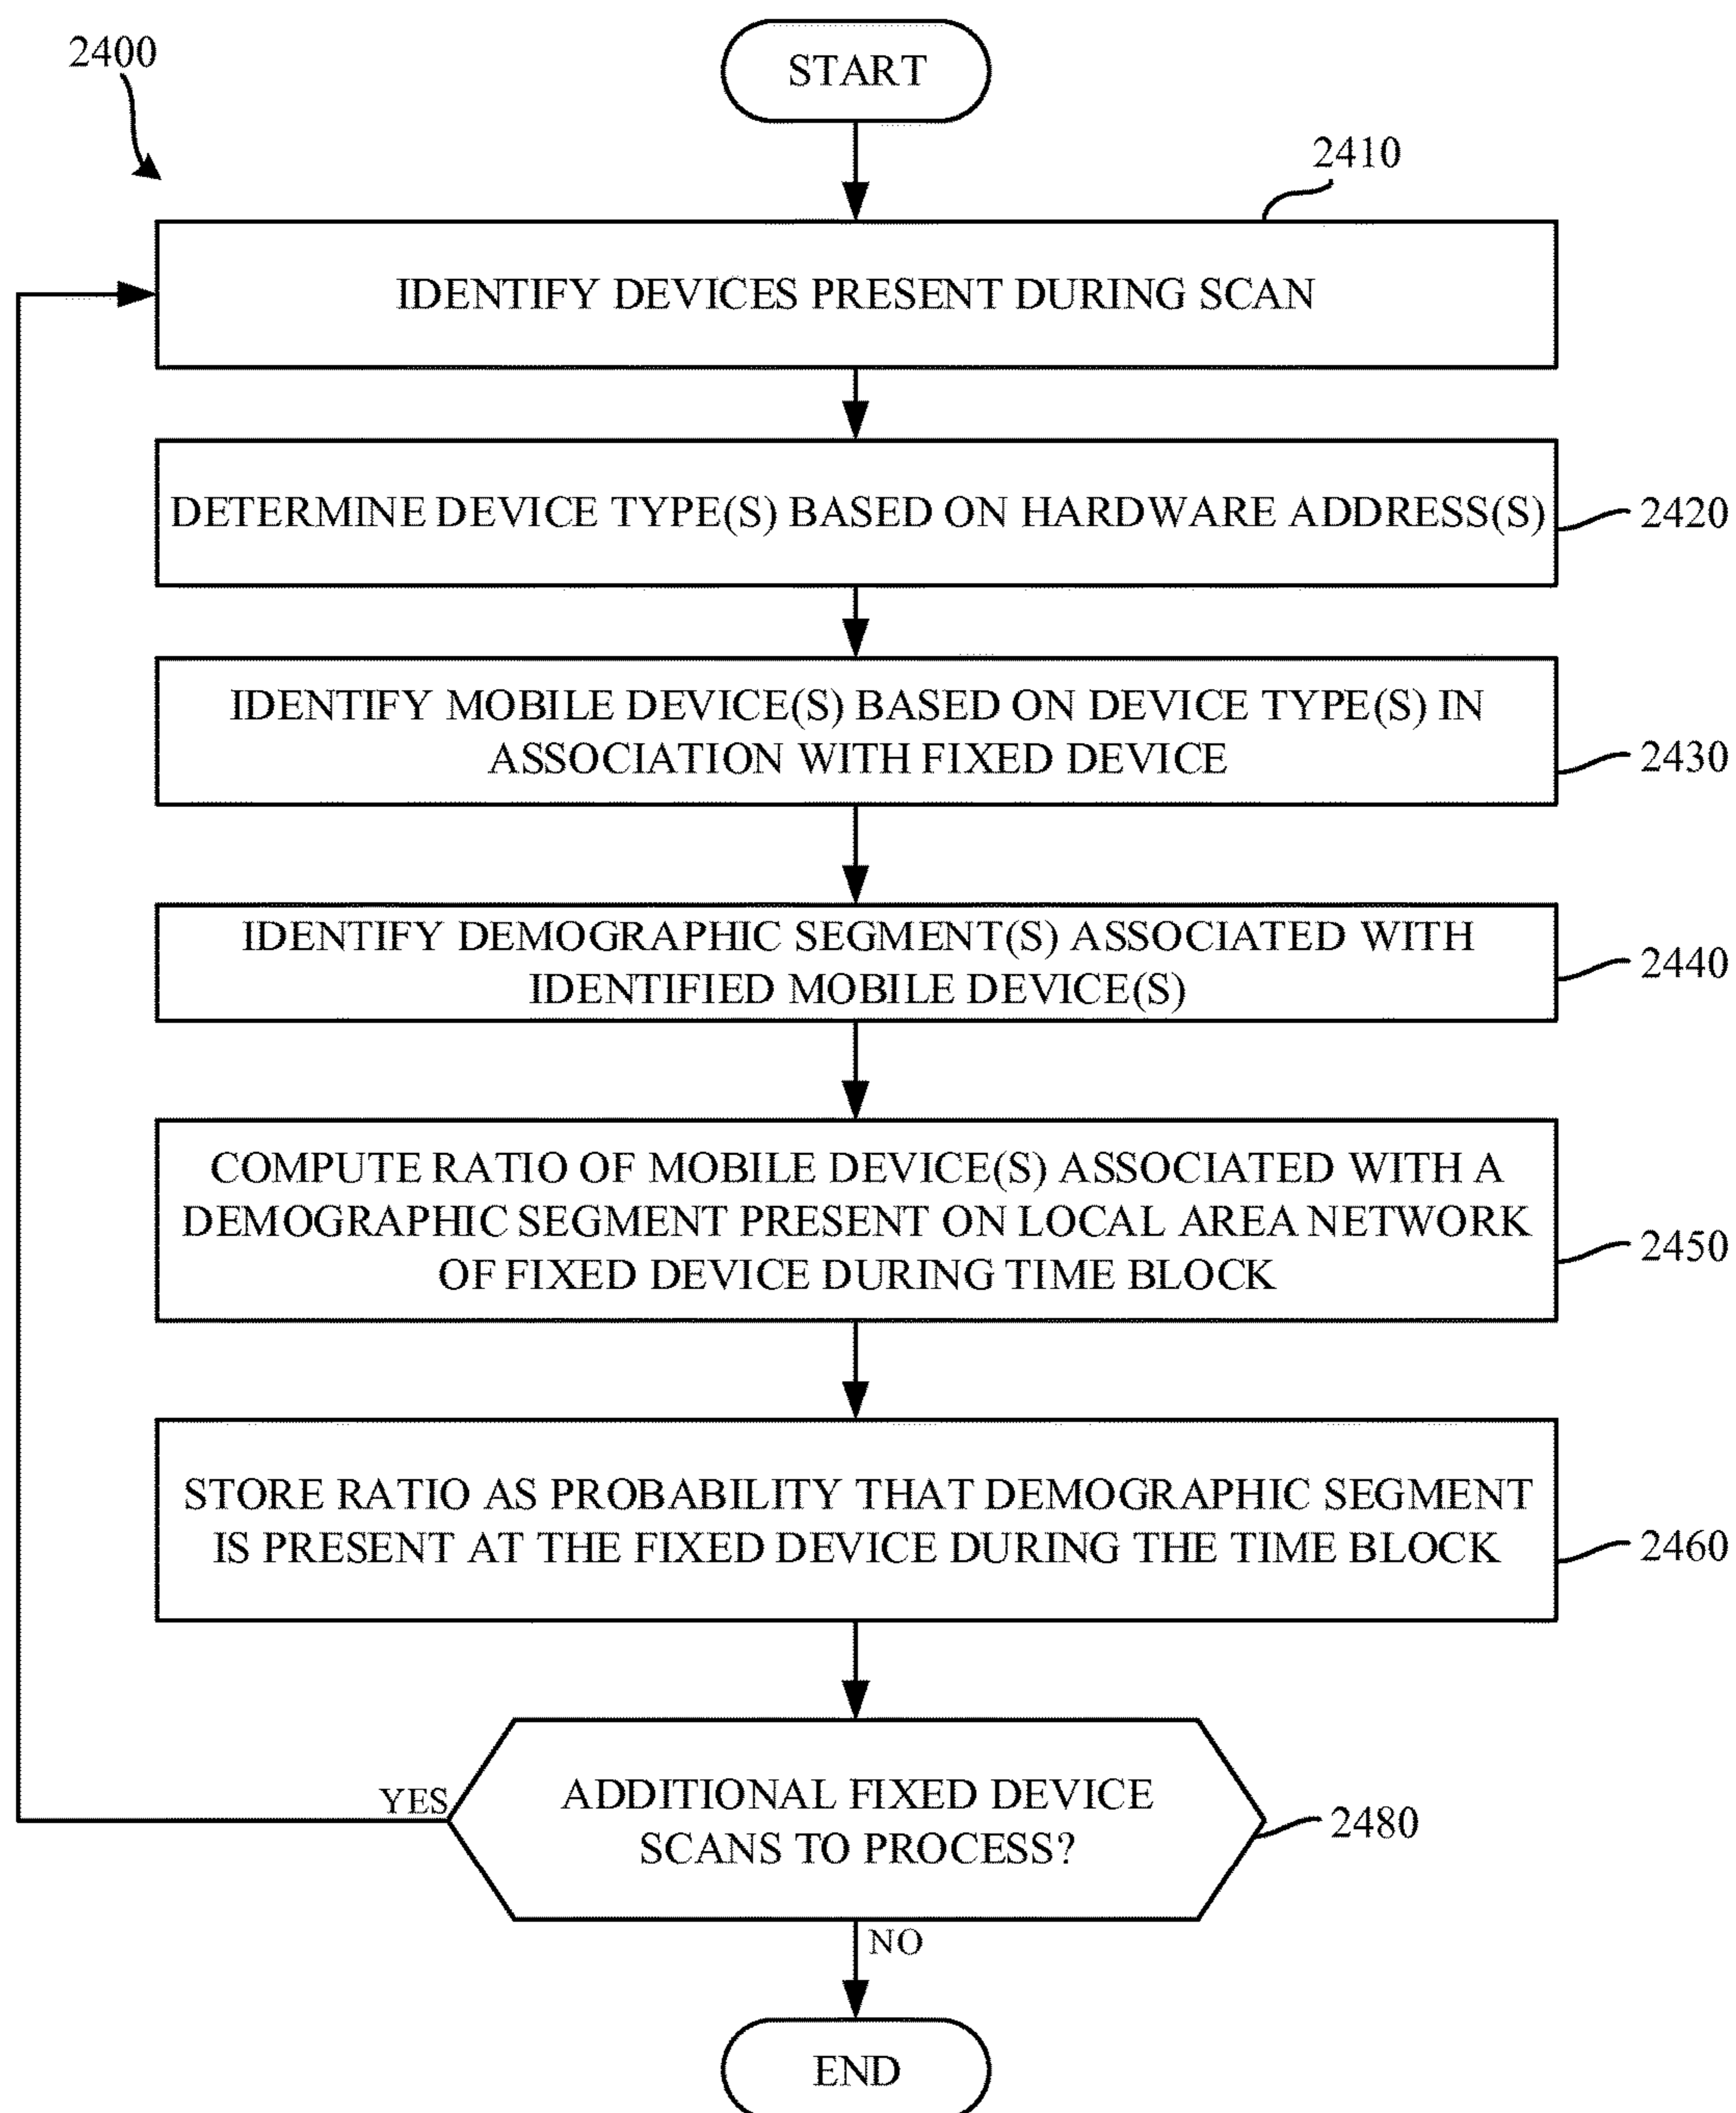 2400
START
2410
IDENTIFY DEVICES PRESENT DURING SCAN
DETERMINE DEVICE TYPE(S) BASED ON HARDWARE ADDRESS(S)
2420
IDENTIFY MOBILE DEVICE(S) BASED ON DEVICE TYPE(S) IN
ASSOCIATION WITH FIXED DEVICE
2430
IDENTIFY DEMOGRAPHIC SEGMENT(S) ASSOCIATED WITH
IDENTIFIED MOBILE DEVICE(S)
2440
COMPUTE RATIO OF MOBILE DEVICE(S) ASSOCIATED WITH A
DEMOGRAPHIC SEGMENT PRESENT ON LOCAL AREA NETWORK
OF FIXED DEVICE DURING TIME BLOCK
2450
STORE RATIO AS PROBABILITY THAT DEMOGRAPHIC SEGMENT
IS PRESENT AT THE FIXED DEVICE DURING THE TIME BLOCK
2460
YES
ADDITIONAL FIXED DEVICE
SCANS TO PROCESS?
2480
NO
END